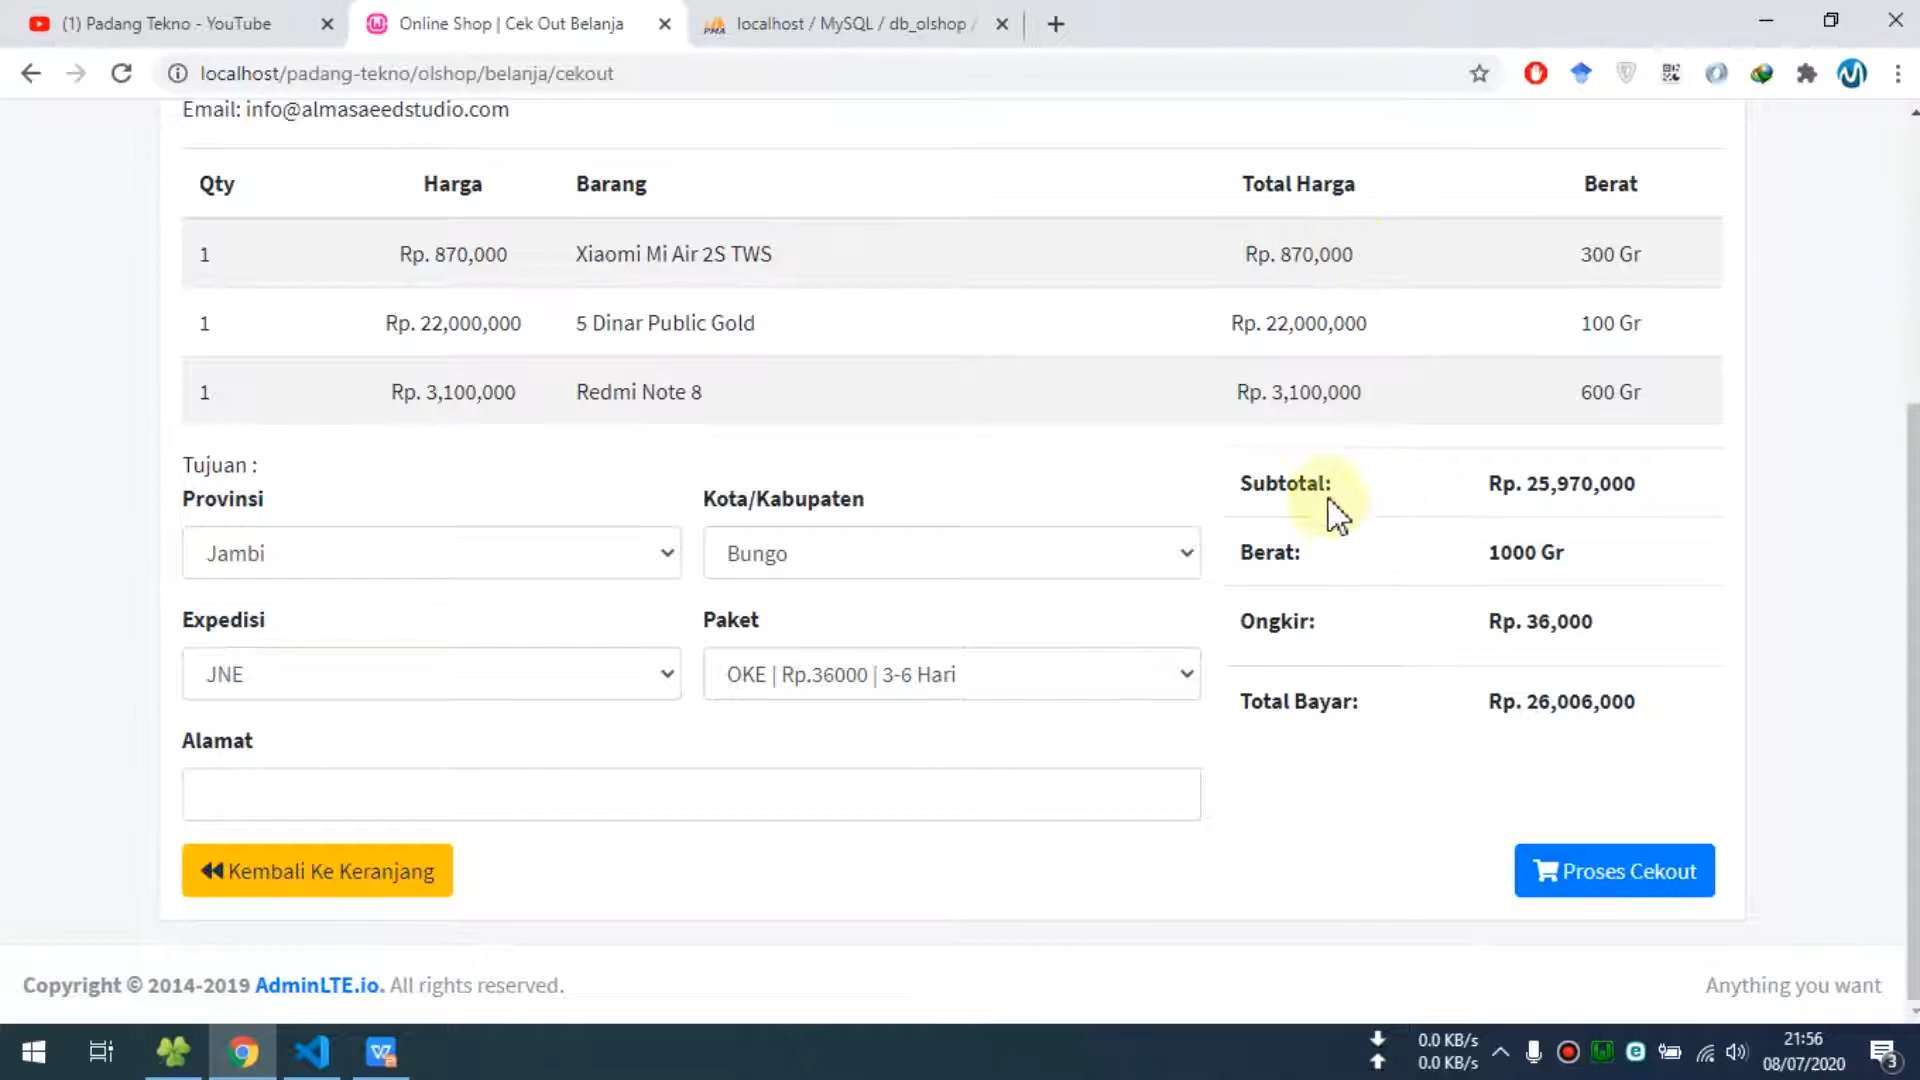 (1) Padang Tekno - YouTube
Online Shop | Cek Out Belanja
localhost / MySQL / db_olshop /
localhost/padang-tekno/olshop/belanja/cekout
Email: info@almasaeedstudio.com
Qty Harga Barang Total Harga Berat
1 Rp. 870,000 Xiaomi Mi Air 2S TWS Rp. 870,000 300 Gr
1 Rp. 22,000,000 5 Dinar Public Gold Rp. 22,000,000 100 Gr
1 Rp. 3,100,000 Redmi Note 8 Rp. 3,100,000 600 Gr
Tujuan :
Provinsi Kota/Kabupaten
Jambi Bungo
Expedisi Paket
JNE OKE | Rp.36000 | 3-6 Hari
Alamat
Subtotal: Rp. 25,970,000
Berat: 1000 Gr
Ongkir: Rp. 36,000
Total Bayar: Rp. 26,006,000
Kembali Ke Keranjang
Proses Cekout
Copyright © 2014-2019 AdminLTE.io. All rights reserved.
Anything you want
0.0 KB/s
0.0 KB/s
21:56
08/07/2020
3